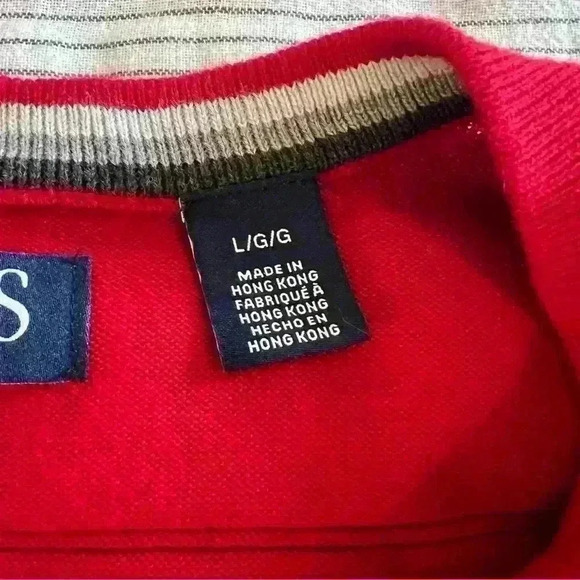 S
L/G/G
MADE IN
HONG KONG
FABRIQUÉ À
HONG KONG
HECHO EN
HONG KONG